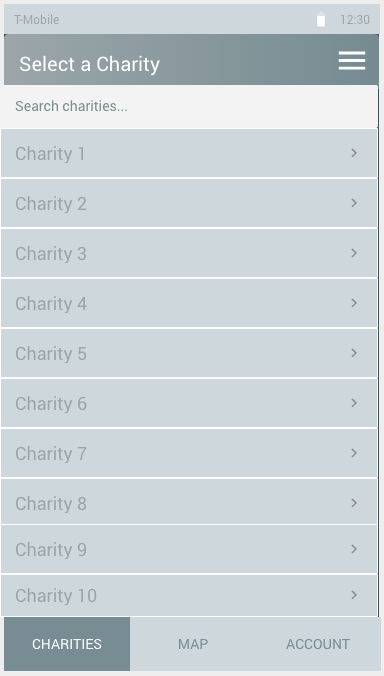 T-Mobile 12:30
Select a Charity
Search charities...
Charity 1
Charity 2
Charity 3
Charity 4
Charity 5
Charity 6
Charity 7
Charity 8
Charity 9
Charity 10
CHARITIES MAP ACCOUNT